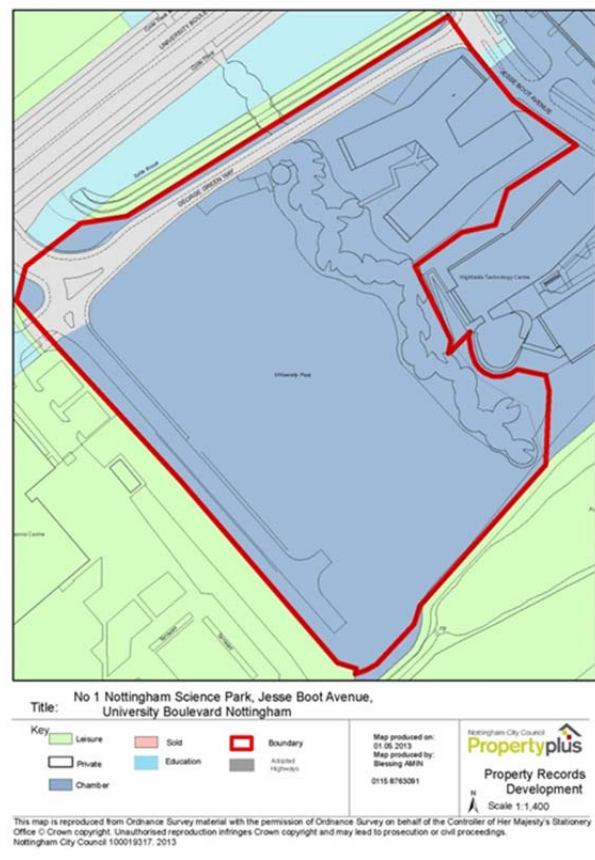 Cycle Track
UNIVERSITY BOUL
Cycle Track
JESSE BOOT AVENUE
GEORGE GREEN WAY
Highfields Technology Centre
University Park
Tennis Centre
Title: No 1 Nottingham Science Park, Jesse Boot Avenue,
University Boulevard Nottingham
Key
Leisure
Sold
Boundary
Private
Education
Adopted
Highways
Chamber
Map produced on:
01.05.2013
Map produced by:
Blessing AMIN
0115 8763091
Nottingham City Council
Propertyplus
Property Records
Development
N
Scale 1:1,400
This map is reproduced from Ordnance Survey material with the permission of Ordnance Survey on behalf of the Controller of Her Majesty's Stationery
Office © Crown copyright. Unauthorised reproduction infringes Crown copyright and may lead to prosecution or civil proceedings.
Nottingham City Council 100019317. 2013